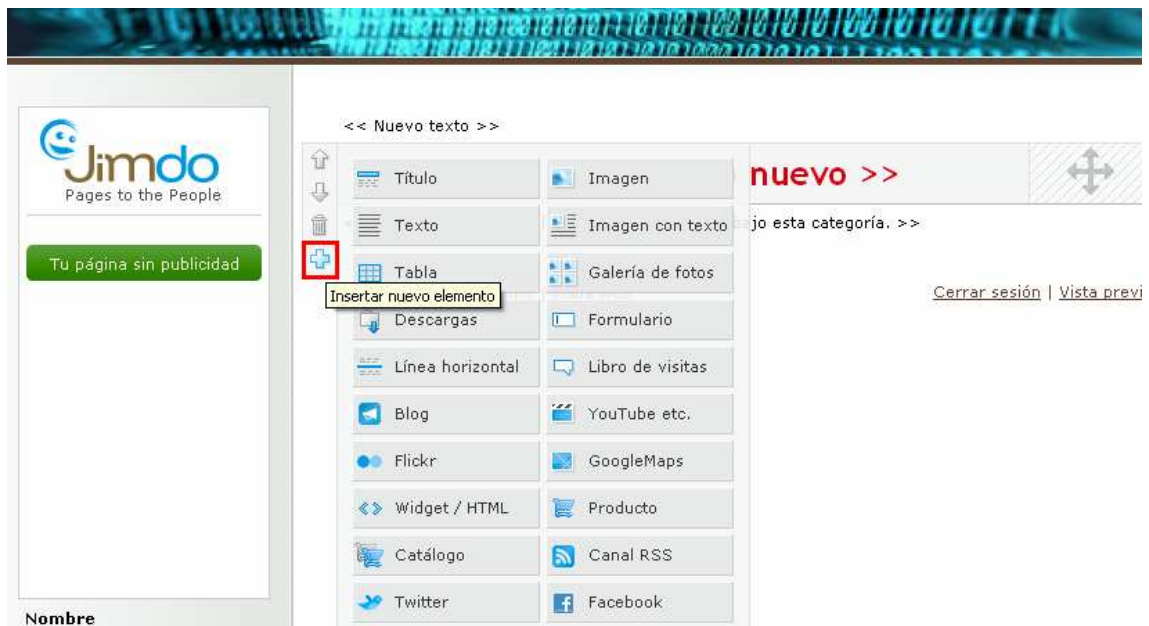 << Nuevo texto >>
Jimdo
Pages to the People
Tu página sin publicidad
nuevo >>
jo esta categoría. >>
Cerrar sesión | Vista previ
Título
Imagen
Texto
Imagen con texto
Tabla
Galería de fotos
Insertar nuevo elemento
Descargas
Formulario
Línea horizontal
Libro de visitas
Blog
YouTube etc.
Flickr
GoogleMaps
Widget / HTML
Producto
Catálogo
Canal RSS
Twitter
Facebook
Nombre